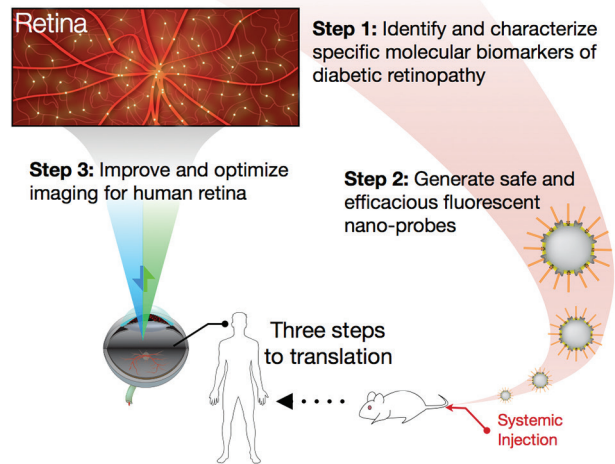 Retina
Step 1: Identify and characterize
specific molecular biomarkers of
diabetic retinopathy
Step 3: Improve and optimize
imaging for human retina
Step 2: Generate safe and
efficacious fluorescent
nano-probes
Three steps
to translation
Systemic
Injection